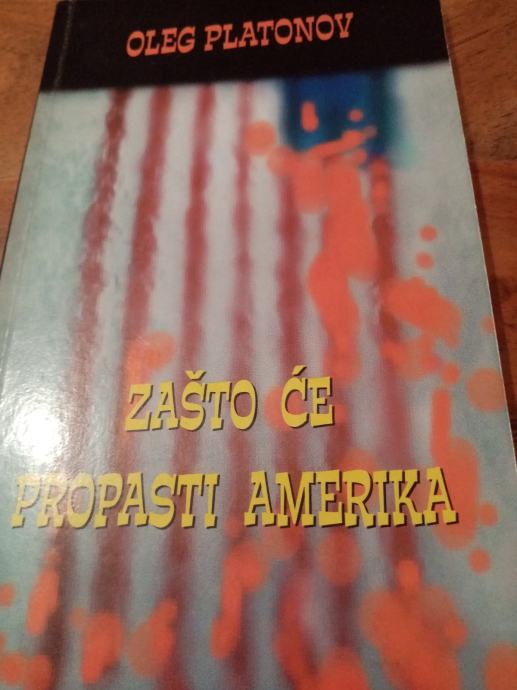 OLEG PLATONOV
ZAŠTO ĆE
PROPASTI AMERIKA